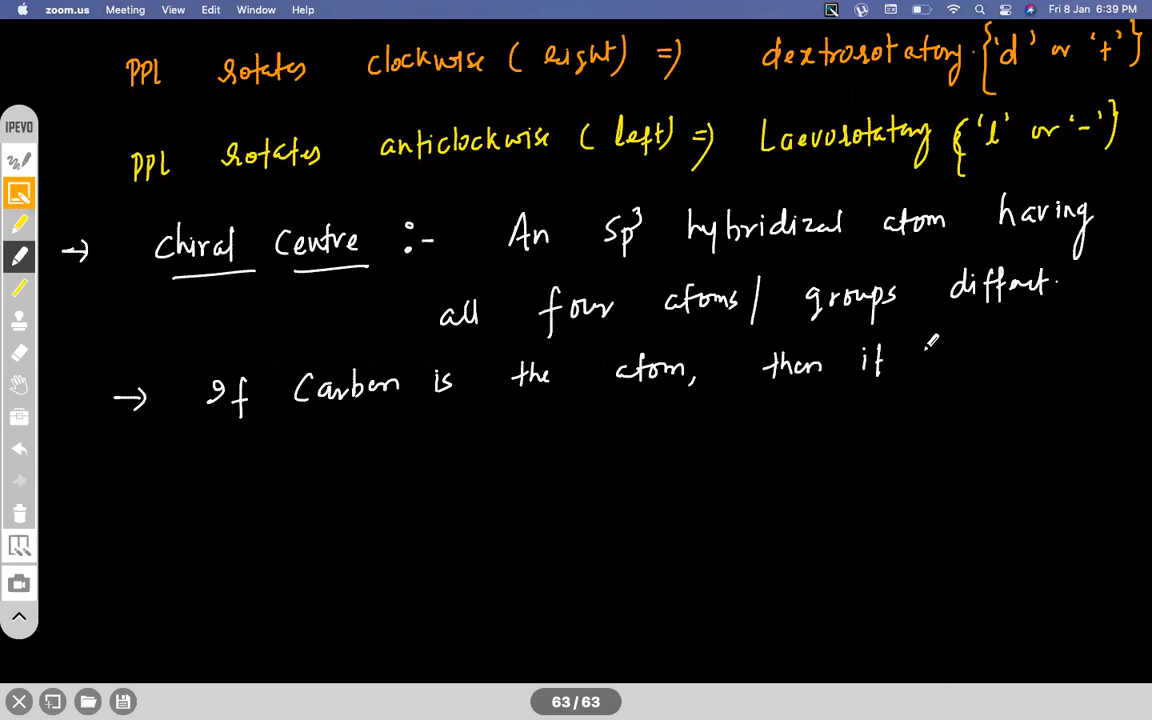 zoom.us Meeting View Edit Window Help Fri 8 Jan 6:39 PM
PPL rotates clockwise ( right) => dextrorotatory. {'d' or '+'}
PPL rotates anticlockwise ( left) => Laevorotatory {'l' or '-'}
IPEVO
→ Chiral Centre :- An sp³ hybridized atom having
all four atoms/ groups diffent.
→ If Carbon is the atom, then it
63 / 63